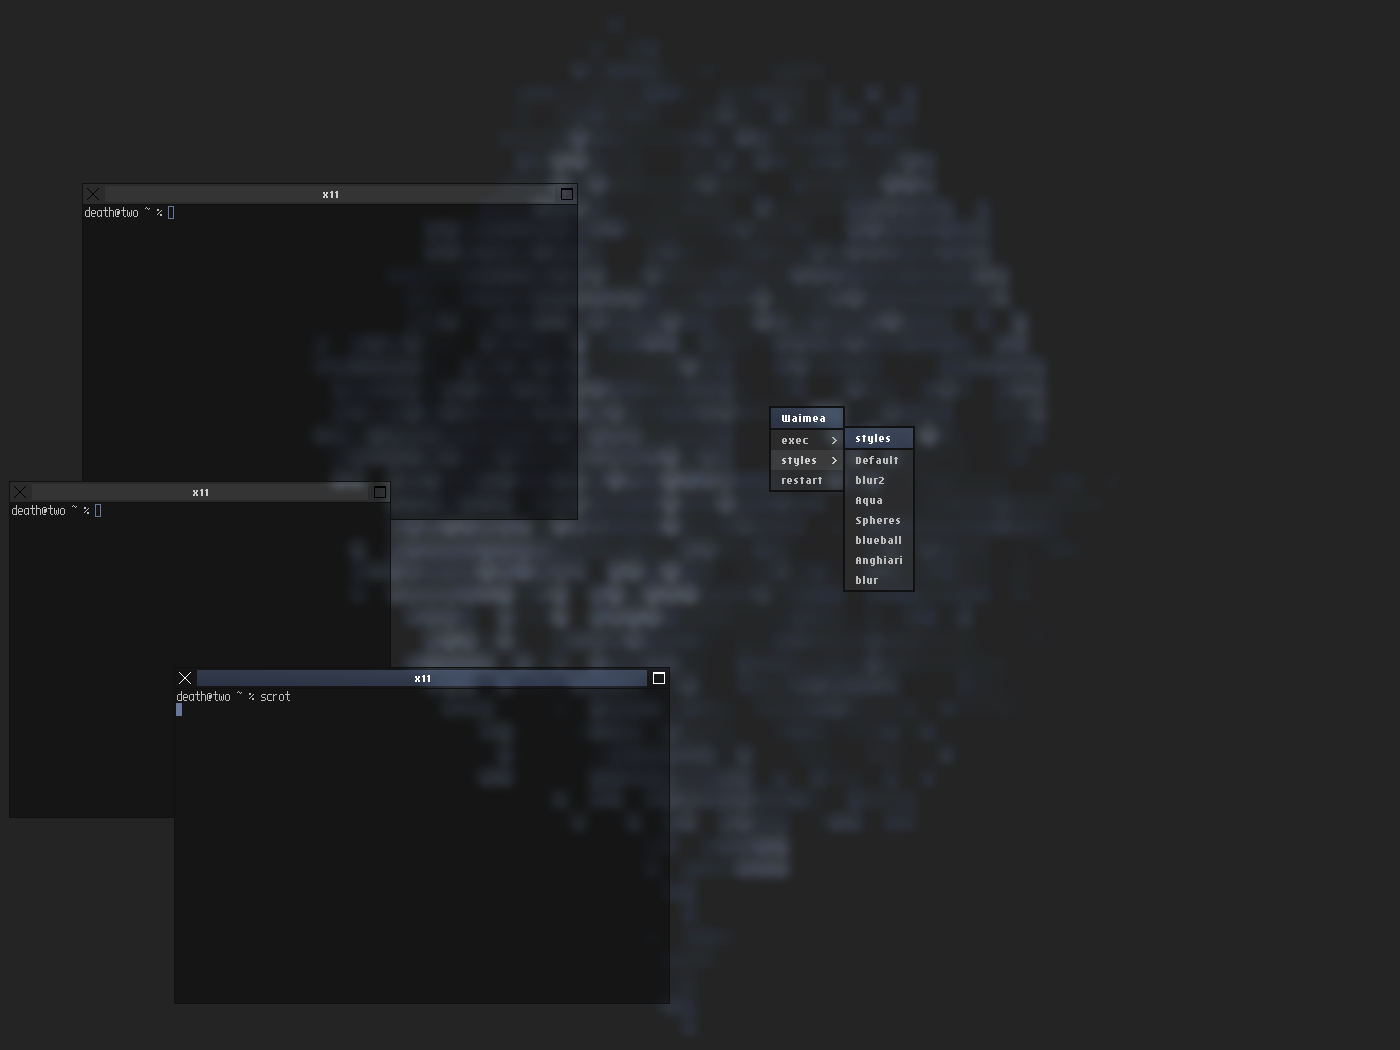 x11
death@two ~ %
x11
death@two ~ %
x11
death@two ~ % scrot
Waimea
exec >
styles >
restart
styles
Default
blur2
Aqua
Spheres
blueball
Anghiari
blur